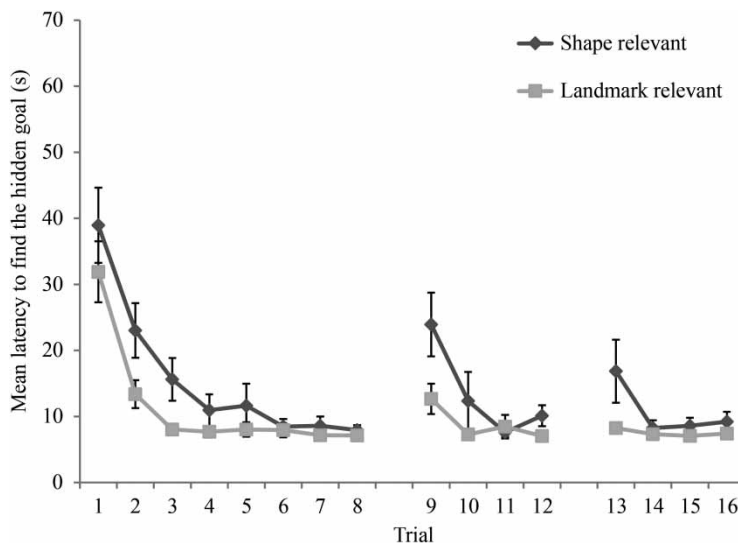 Mean latency to find the hidden goal (s)
70
60
50
40
30
20
10
0
Shape relevant
Landmark relevant
1 2 3 4 5 6 7 8 9 10 11 12 13 14 15 16
Trial